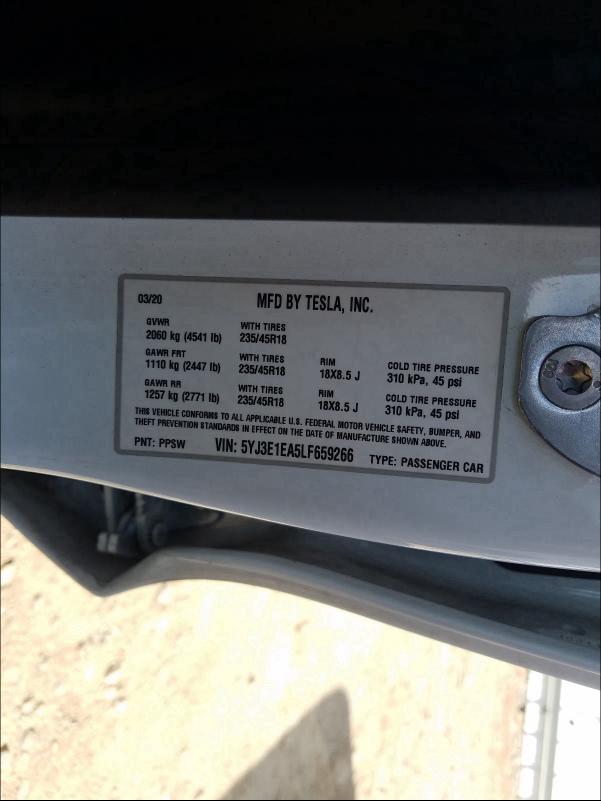 03/20 MFD BY TESLA, INC.
GVWR WITH TIRES
2060 kg (4541 lb) 235/45R18
GAWR FRT WITH TIRES RIM COLD TIRE PRESSURE
1110 kg (2447 lb) 235/45R18 18X8.5 J 310 kPa, 45 psi
GAWR RR WITH TIRES RIM COLD TIRE PRESSURE
1257 kg (2771 lb) 235/45R18 18X8.5 J 310 kPa, 45 psi
THIS VEHICLE CONFORMS TO ALL APPLICABLE U.S. FEDERAL MOTOR VEHICLE SAFETY, BUMPER, AND
THEFT PREVENTION STANDARDS IN EFFECT ON THE DATE OF MANUFACTURE SHOWN ABOVE.
PNT: PPSW VIN: 5YJ3E1EA5LF659266 TYPE: PASSENGER CAR